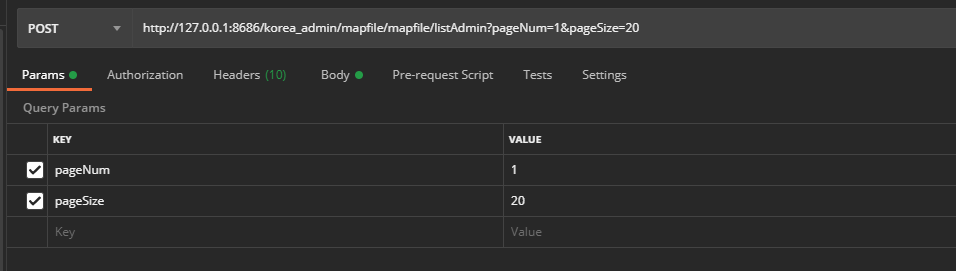 POST http://127.0.0.1:8686/korea_admin/mapfile/mapfile/listAdmin?pageNum=1&pageSize=20
Params Authorization Headers (10) Body Pre-request Script Tests Settings
Query Params
KEY VALUE
pageNum 1
pageSize 20
Key Value